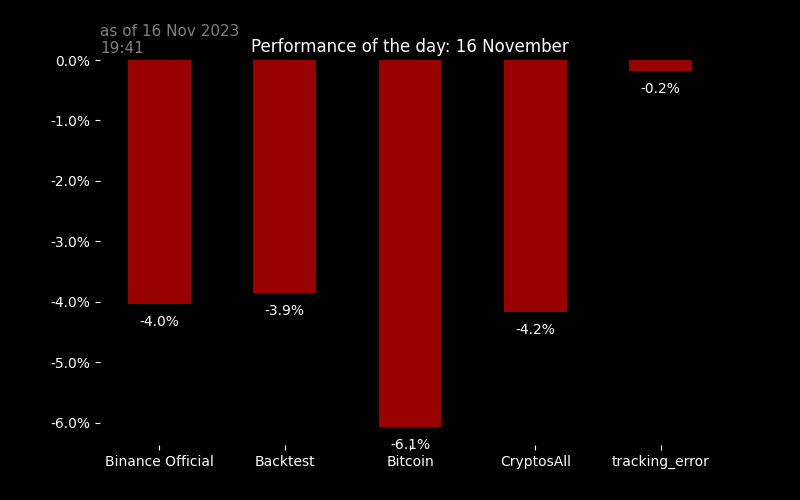 as of 16 Nov 2023
19:41
Performance of the day: 16 November
0.0%
-1.0%
-2.0%
-3.0%
-4.0%
-5.0%
-6.0%
-4.0%
-3.9%
-6.1%
-4.2%
-0.2%
Binance Official
Backtest
Bitcoin
CryptosAll
tracking_error